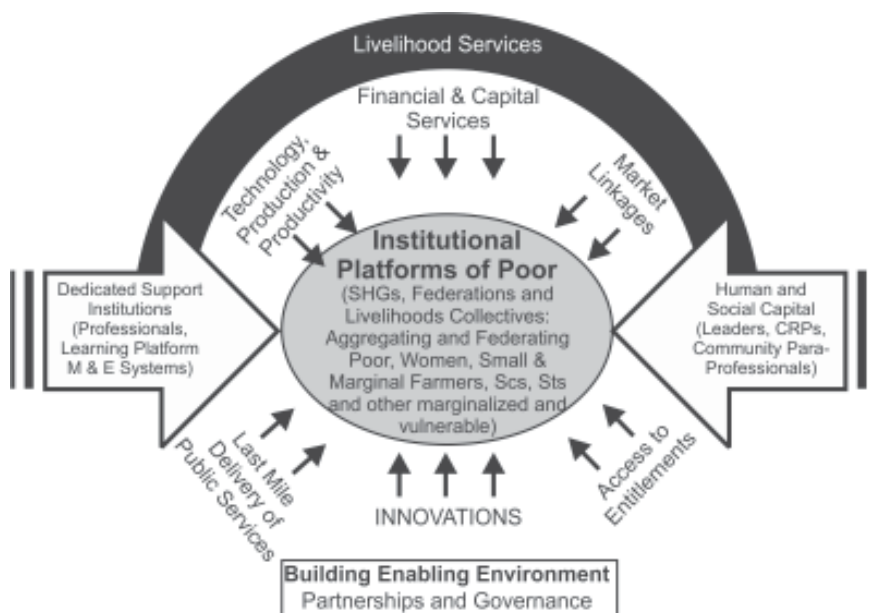 Livelihood Services
Financial & Capital
Services
Technology,
Production &
Productivity
Market
Linkages
Institutional
Platforms of Poor
(SHGs, Federations and
Livelihoods Collectives:
Aggregating and Federating
Poor, Women, Small &
Marginal Farmers, Scs, Sts
and other marginalized and
vulnerable)
Dedicated Support
Institutions
(Professionals,
Learning Platform
M & E Systems)
Human and
Social Capital
(Leaders, CRPs,
Community Para-
Professionals)
Last Mile
Delivery of
Public Services
INNOVATIONS
Access to
Entitlements
Building Enabling Environment
Partnerships and Governance